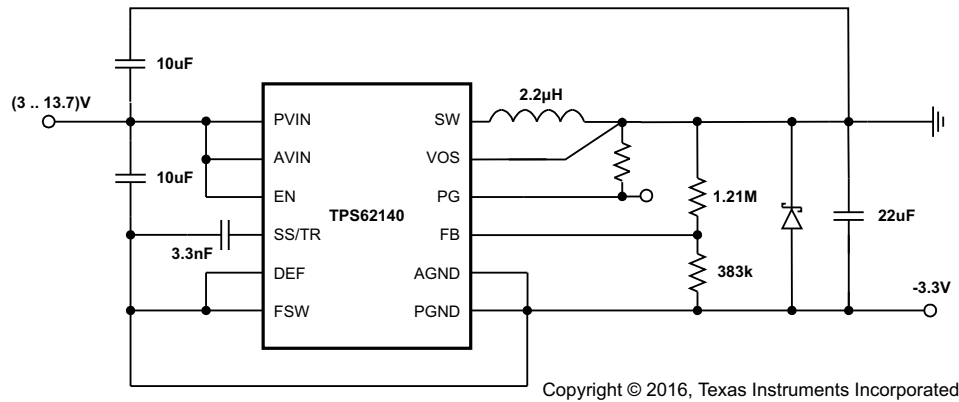 10uF
(3 .. 13.7)V
2.2µH
PVIN
SW
AVIN
VOS
10uF
EN
PG
1.21M
TPS62140
22uF
3.3nF
SS/TR
FB
DEF
AGND
383k
-3.3V
FSW
PGND
Copyright © 2016, Texas Instruments Incorporated